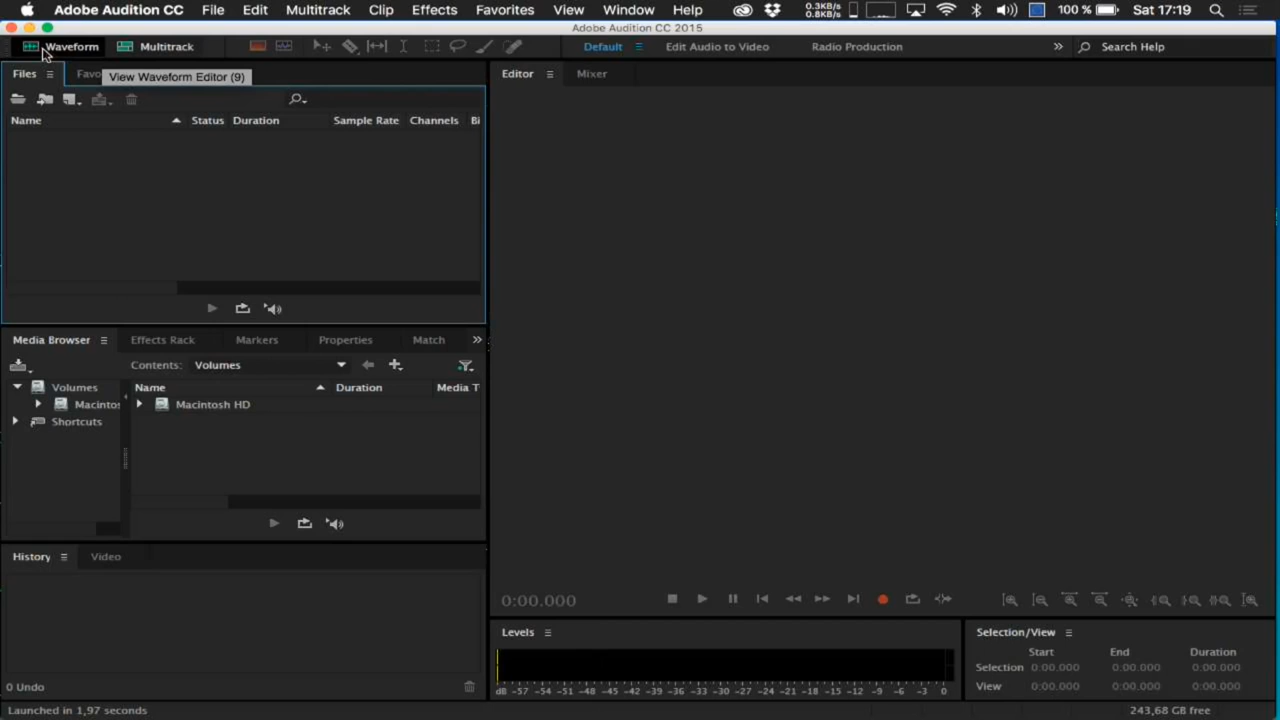 Adobe Audition CC File Edit Multitrack Clip Effects Favorites View Window Help 0.3KB/s 0.8KB/s 100 % Sat 17:19
Adobe Audition CC 2015
Waveform Multitrack Default Edit Audio to Video Radio Production » Search Help
Files Favo View Waveform Editor (9) Editor Mixer
Name Status Duration Sample Rate Channels Bi
Media Browser Effects Rack Markers Properties Match »
Contents: Volumes
Volumes Name Duration Media T
Macintos Macintosh HD
Shortcuts
History Video
0:00.000
Levels Selection/View
Start End Duration
Selection 0:00.000 0:00.000 0:00.000
View 0:00.000 0:00.000 0:00.000
0 Undo
dB -57 -54 -51 -48 -45 -42 -39 -36 -33 -30 -27 -24 -21 -18 -15 -12 -9 -6 -3 0
Launched in 1,97 seconds 243,68 GB free